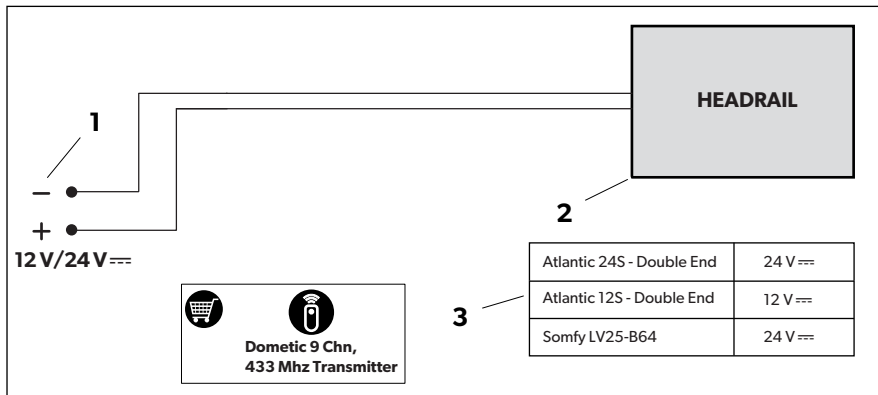 HEADRAIL
1
−
+
12 V/24 V ⎓
2
3
Atlantic 24S - Double End 24 V ⎓
Atlantic 12S - Double End 12 V ⎓
Somfy LV25-B64 24 V ⎓
Dometic 9 Chn,
433 Mhz Transmitter